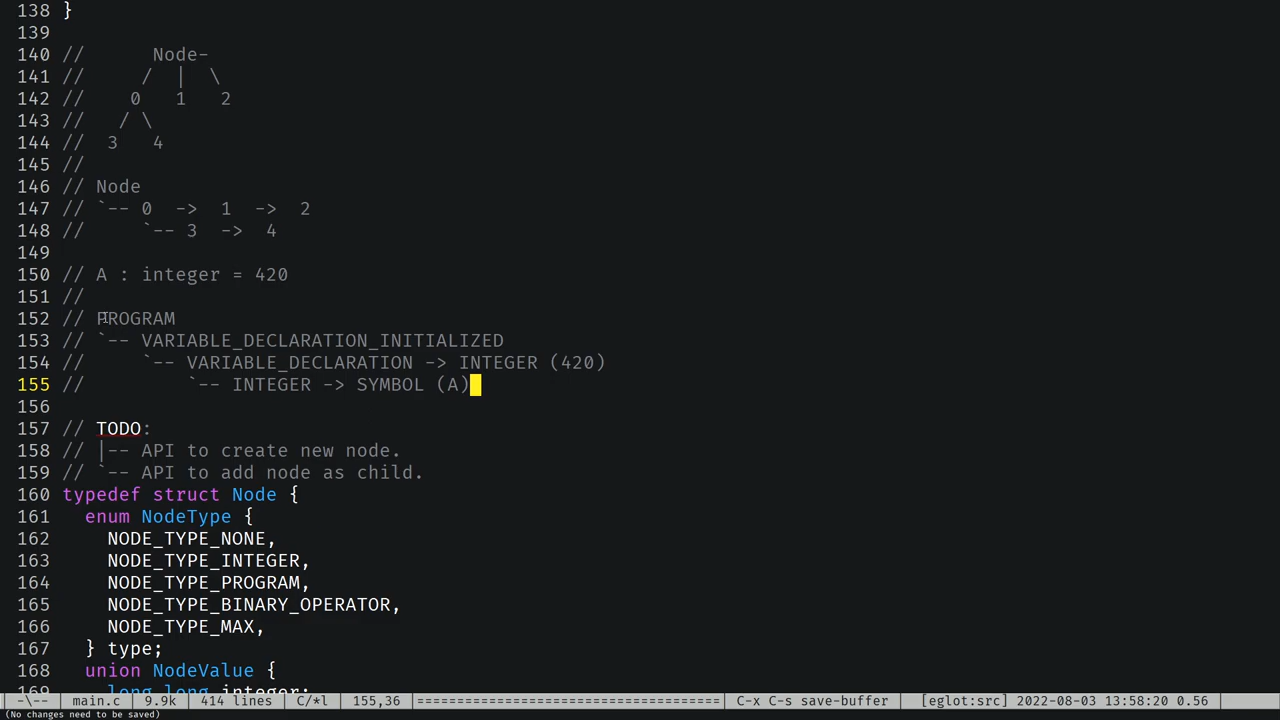 138 }
139
140 //      Node-
141 //     /  |  \
142 //    0   1   2
143 //   / \
144 //  3   4
145 //
146 // Node
147 // `-- 0  ->  1  ->  2
148 //     `-- 3  ->  4
149
150 // A : integer = 420
151 //
152 // PROGRAM
153 // `-- VARIABLE_DECLARATION_INITIALIZED
154 //     `-- VARIABLE_DECLARATION -> INTEGER (420)
155 //         `-- INTEGER -> SYMBOL (A)
156
157 // TODO:
158 // |-- API to create new node.
159 // `-- API to add node as child.
160 typedef struct Node {
161   enum NodeType {
162     NODE_TYPE_NONE,
163     NODE_TYPE_INTEGER,
164     NODE_TYPE_PROGRAM,
165     NODE_TYPE_BINARY_OPERATOR,
166     NODE_TYPE_MAX,
167   } type;
168   union NodeValue {
169     long long integer;
-\-- main.c 9.9k 414 lines C/*l 155,36 ====================================== C-x C-s save-buffer [eglot:src] 2022-08-03 13:58:20 0.56
(No changes need to be saved)